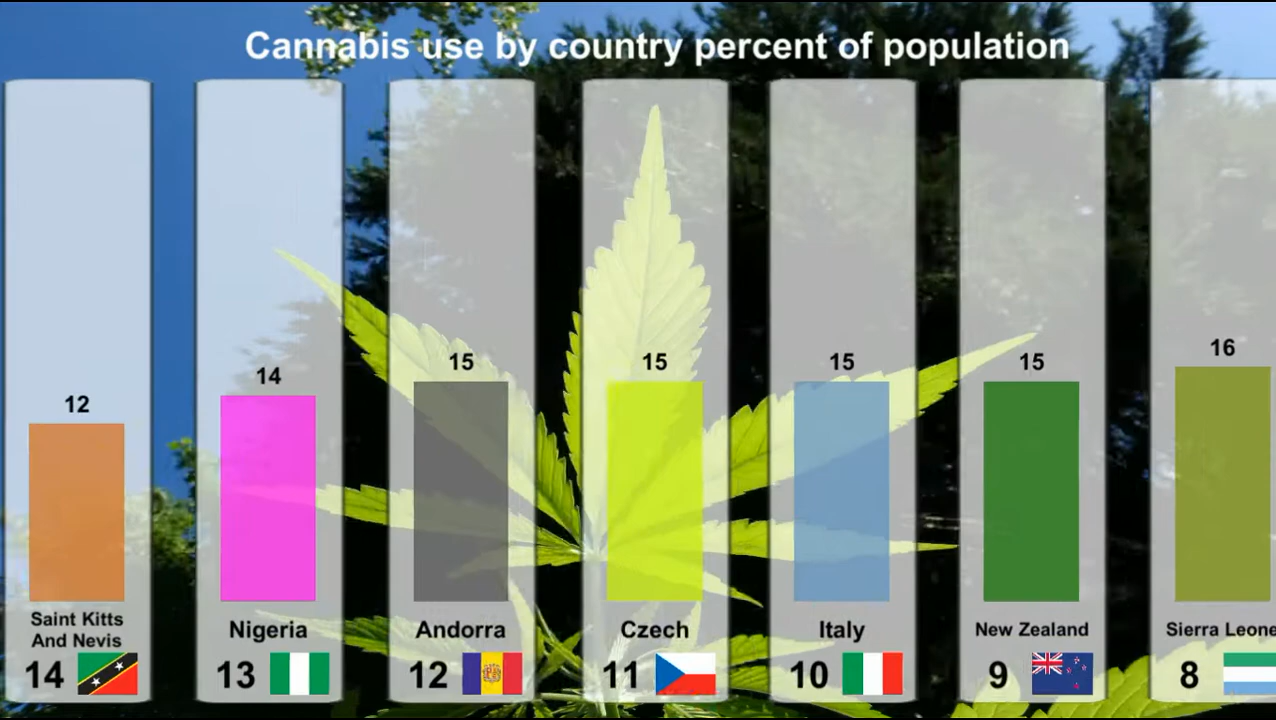 Cannabis use by country percent of population
12
14
15
15
15
15
16
Saint Kitts
And Nevis
Nigeria
Andorra
Czech
Italy
New Zealand
Sierra Leone
14
13
12
11
10
9
8